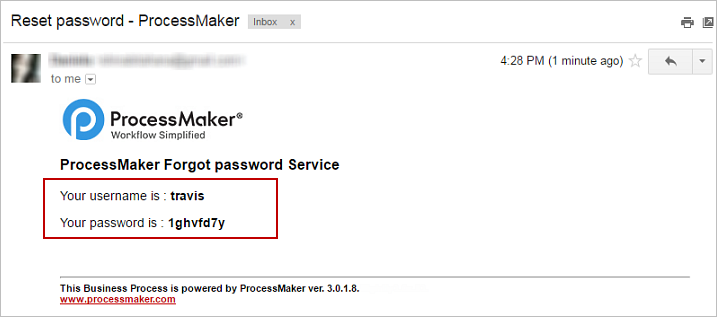 Reset password - ProcessMaker Inbox x
4:28 PM (1 minute ago)
to me
ProcessMaker®
Workflow Simplified
ProcessMaker Forgot password Service
Your username is : travis
Your password is : 1ghvfd7y
This Business Process is powered by ProcessMaker ver. 3.0.1.8.
www.processmaker.com